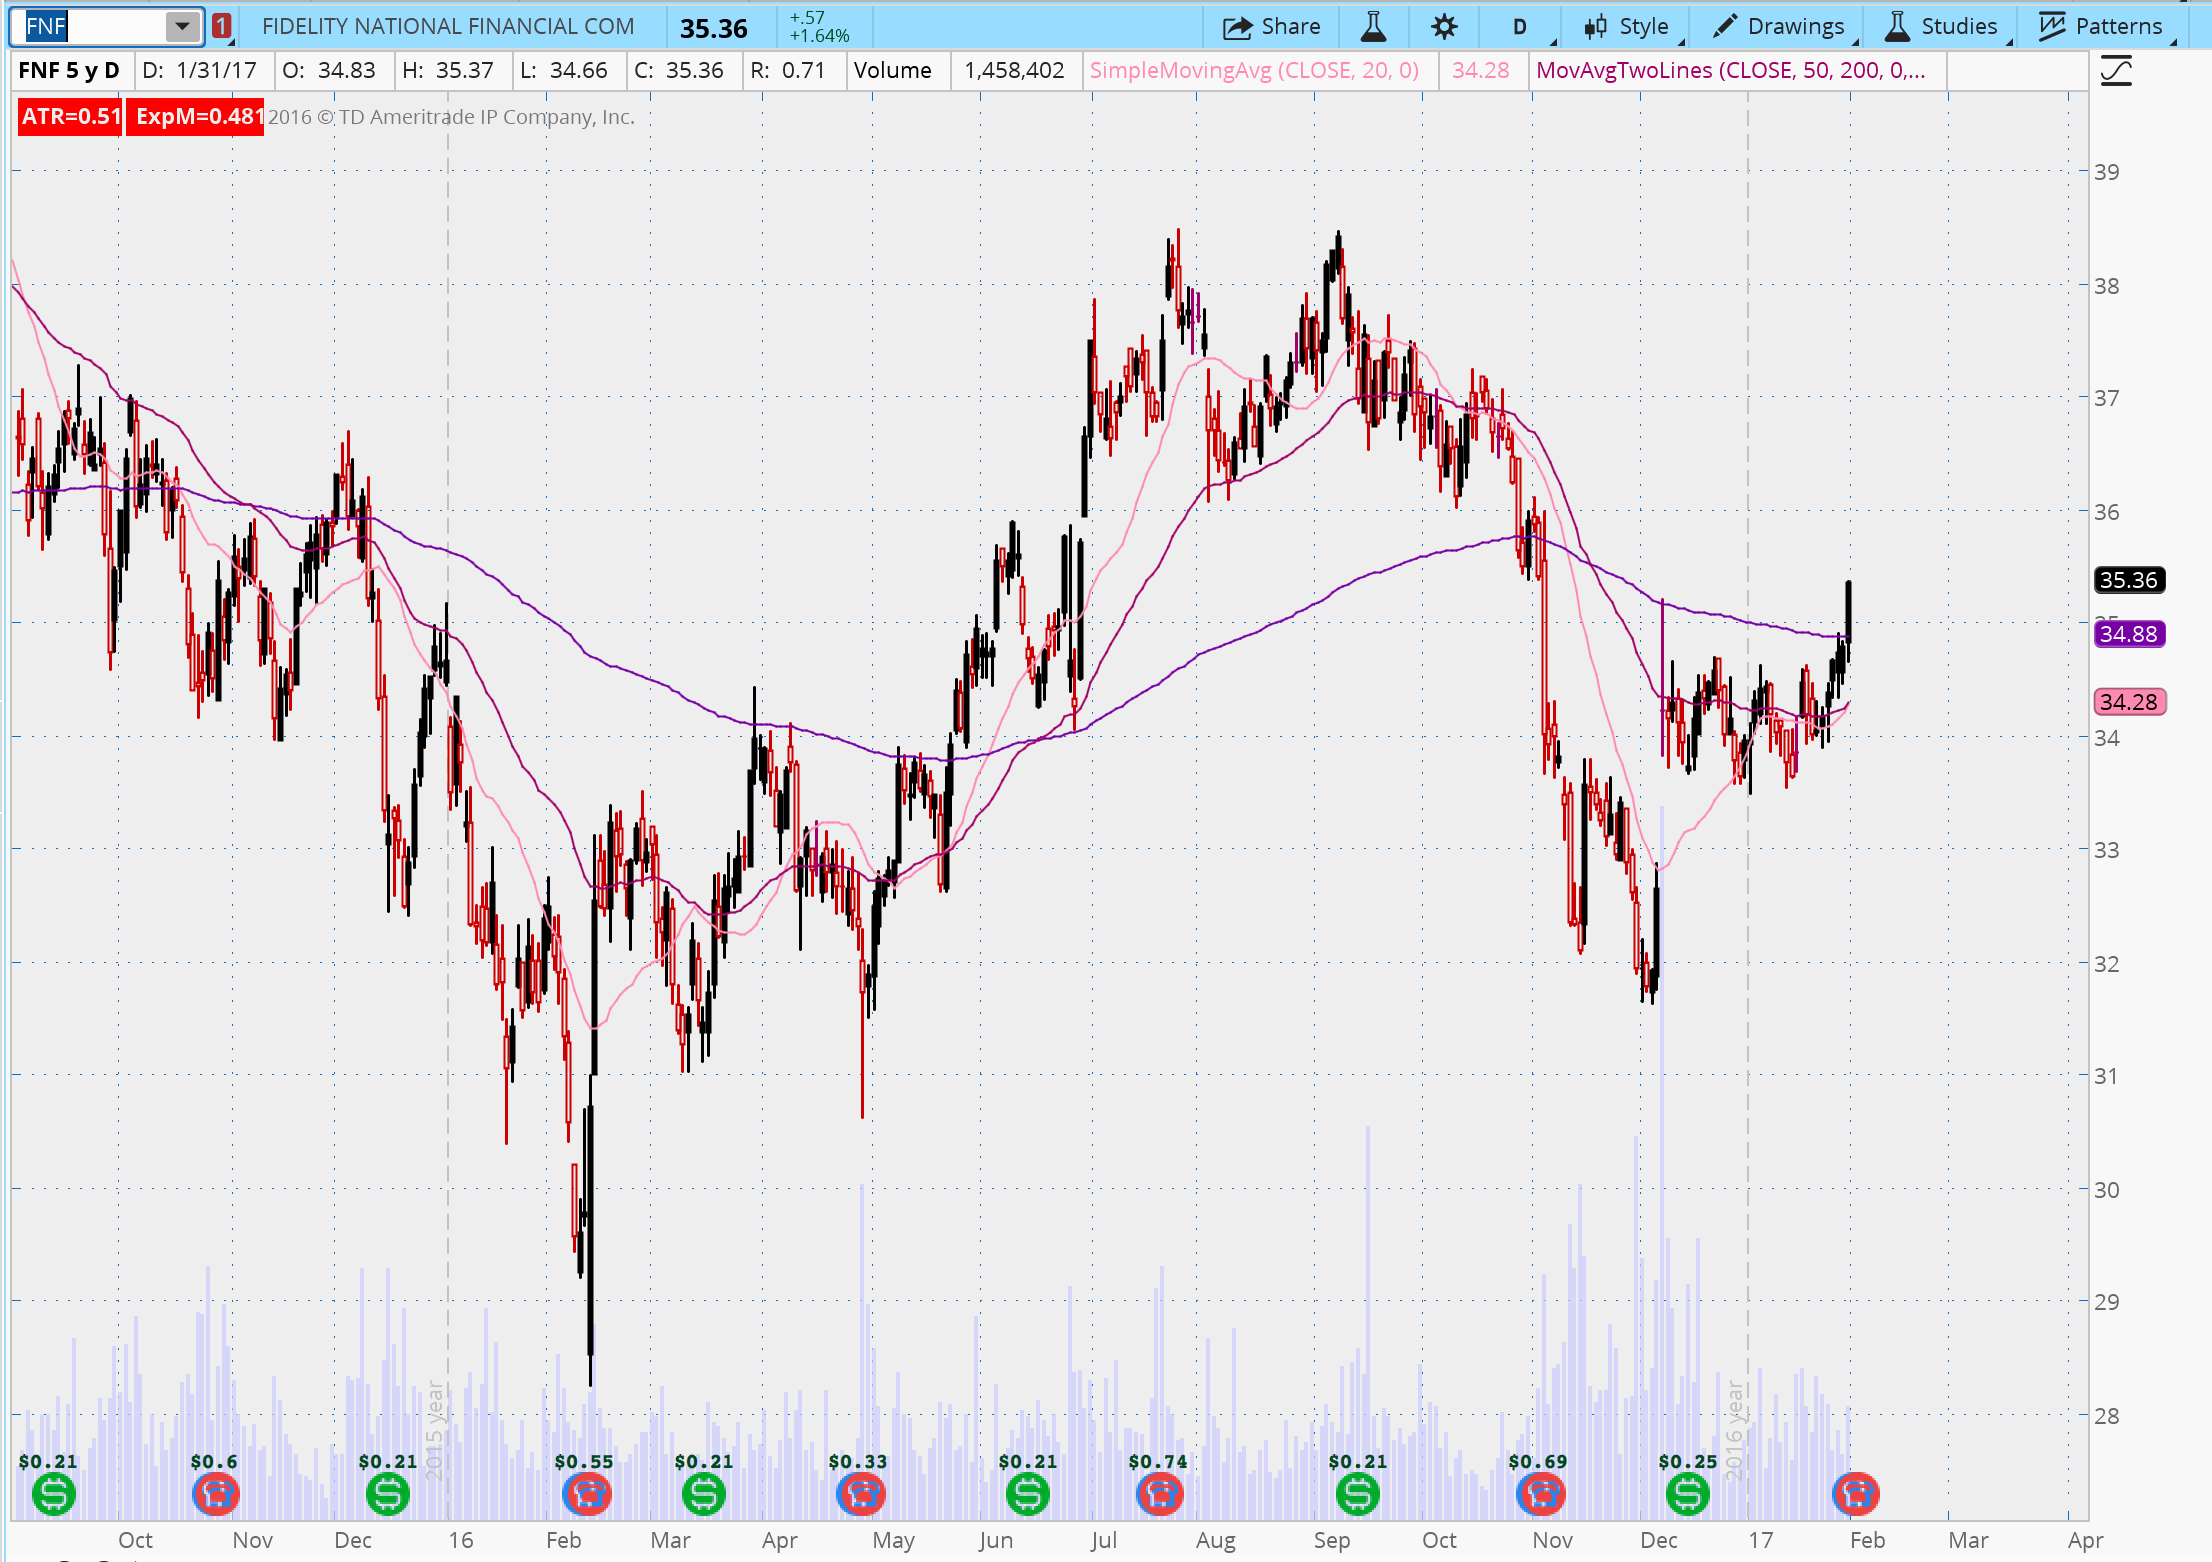 FNF 1 FIDELITY NATIONAL FINANCIAL COM 35.36 +.57 Share D Style Drawings Studies Patterns
+1.64%
FNF 5 y D D: 1/31/17 O: 34.83 H: 35.37 L: 34.66 C: 35.36 R: 0.71 Volume 1,458,402 SimpleMovingAvg (CLOSE, 20, 0) 34.28 MovAvgTwoLines (CLOSE, 50, 200, 0,...
ATR=0.51 ExpM=0.481 2016 © TD Ameritrade IP Company, Inc.
39
38
37
36
35.36
34.88
34.28
34
33
32
31
30
29
28
2015 year
2016 year
$0.21 $0.6 $0.21 $0.55 $0.21 $0.33 $0.21 $0.74 $0.21 $0.69 $0.25
Oct Nov Dec 16 Feb Mar Apr May Jun Jul Aug Sep Oct Nov Dec 17 Feb Mar Apr